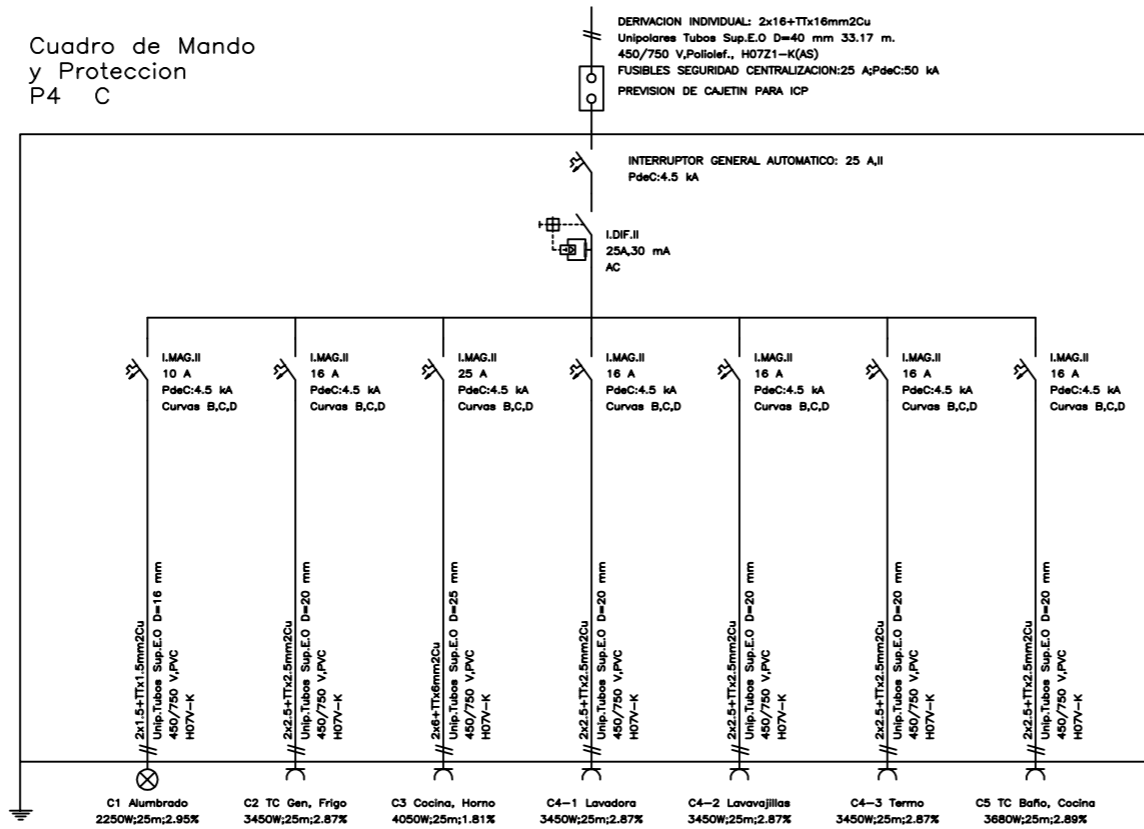 Cuadro de Mando
y Proteccion
P4 C
DERIVACION INDIVIDUAL: 2x16+TTx16mm2Cu
Unipolares Tubos Sup.E.O D=40 mm 33.17 m.
450/750 V,Poliolef., H07Z1-K(AS)
FUSIBLES SEGURIDAD CENTRALIZACION:25 A;PdeC:50 kA
PREVISION DE CAJETIN PARA ICP
INTERRUPTOR GENERAL AUTOMATICO: 25 A,II
PdeC:4.5 kA
I.DIF.II
25A,30 mA
AC
I.MAG.II
10 A
PdeC:4.5 kA
Curvas B,C,D
I.MAG.II
16 A
PdeC:4.5 kA
Curvas B,C,D
I.MAG.II
25 A
PdeC:4.5 kA
Curvas B,C,D
I.MAG.II
16 A
PdeC:4.5 kA
Curvas B,C,D
I.MAG.II
16 A
PdeC:4.5 kA
Curvas B,C,D
I.MAG.II
16 A
PdeC:4.5 kA
Curvas B,C,D
I.MAG.II
16 A
PdeC:4.5 kA
Curvas B,C,D
2x1.5+TTx1.5mm2Cu
Unip.Tubos Sup.E.O D=16 mm
450/750 V,PVC
H07V-K
2x2.5+TTx2.5mm2Cu
Unip.Tubos Sup.E.O D=20 mm
450/750 V,PVC
H07V-K
2x6+TTx6mm2Cu
Unip.Tubos Sup.E.O D=25 mm
450/750 V,PVC
H07V-K
2x2.5+TTx2.5mm2Cu
Unip.Tubos Sup.E.O D=20 mm
450/750 V,PVC
H07V-K
2x2.5+TTx2.5mm2Cu
Unip.Tubos Sup.E.O D=20 mm
450/750 V,PVC
H07V-K
2x2.5+TTx2.5mm2Cu
Unip.Tubos Sup.E.O D=20 mm
450/750 V,PVC
H07V-K
2x2.5+TTx2.5mm2Cu
Unip.Tubos Sup.E.O D=20 mm
450/750 V,PVC
H07V-K
C1 Alumbrado
2250W;25m;2.95%
C2 TC Gen, Frigo
3450W;25m;2.87%
C3 Cocina, Horno
4050W;25m;1.81%
C4-1 Lavadora
3450W;25m;2.87%
C4-2 Lavavajillas
3450W;25m;2.87%
C4-3 Termo
3450W;25m;2.87%
C5 TC Baño, Cocina
3680W;25m;2.89%